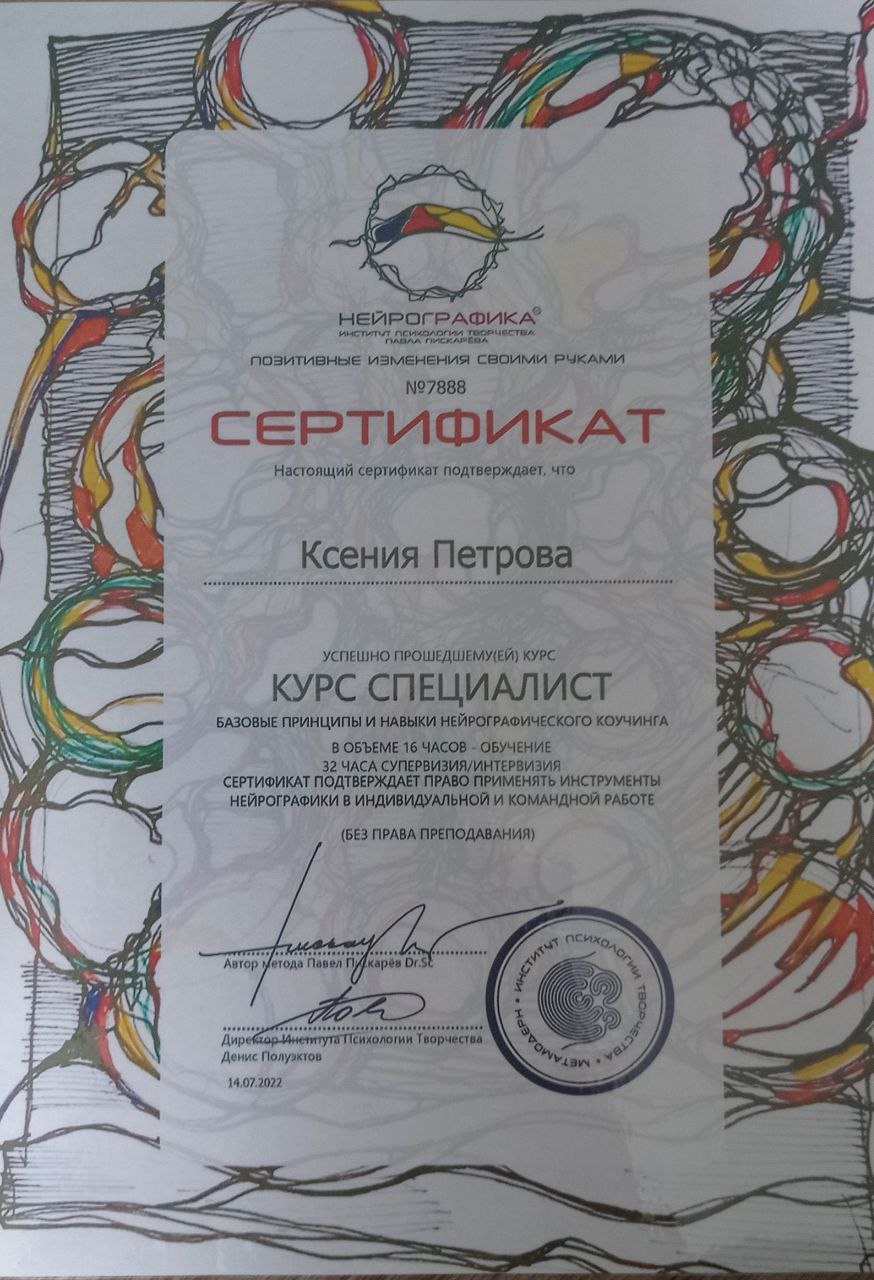 НЕЙРОГРАФИКА®
ИНСТИТУТ ПСИХОЛОГИИ ТВОРЧЕСТВА
ПАВЛА ПИСКАРЁВА
ПОЗИТИВНЫЕ ИЗМЕНЕНИЯ СВОИМИ РУКАМИ
№7888
СЕРТИФИКАТ
Настоящий сертификат подтверждает, что
Ксения Петрова
УСПЕШНО ПРОШЕДШЕМУ(ЕЙ) КУРС
КУРС СПЕЦИАЛИСТ
БАЗОВЫЕ ПРИНЦИПЫ И НАВЫКИ НЕЙРОГРАФИЧЕСКОГО КОУЧИНГА
В ОБЪЕМЕ 16 ЧАСОВ - ОБУЧЕНИЕ
32 ЧАСА СУПЕРВИЗИЯ/ИНТЕРВИЗИЯ
СЕРТИФИКАТ ПОДТВЕРЖДАЕТ ПРАВО ПРИМЕНЯТЬ ИНСТРУМЕНТЫ
НЕЙРОГРАФИКИ В ИНДИВИДУАЛЬНОЙ И КОМАНДНОЙ РАБОТЕ
(БЕЗ ПРАВА ПРЕПОДАВАНИЯ)
Автор метода Павел Пискарёв Dr.Sc
Директор Института Психологии Творчества
Денис Полуэктов
14.07.2022
ИНСТИТУТ ПСИХОЛОГИИ ТВОРЧЕСТВА • МЕТАМОДЕРН •